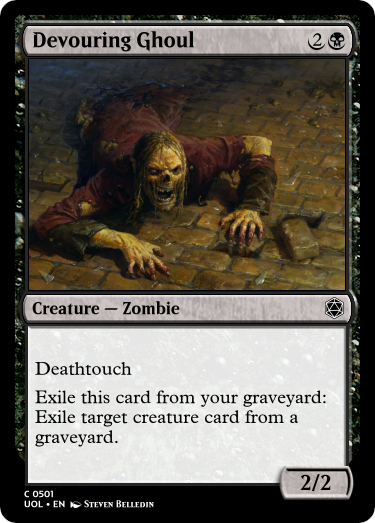 Devouring Ghoul 2
Creature — Zombie
Deathtouch
Exile this card from your graveyard:
Exile target creature card from a
graveyard.
2/2
C 0501
UOL • EN Steven Belledin